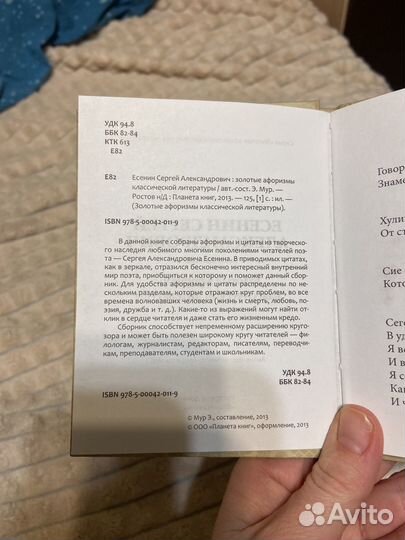 УДК 94.8
ББК 82-84
КТК 613
Е82
Е82 Есенин Сергей Александрович : золотые афоризмы
классической литературы / авт.-сост. Э. Мур. —
Ростов н/Д : Планета книг, 2013. — 125, [1] с. : ил. —
(Золотые афоризмы классической литературы).
ISBN 978-5-00042-011-9
В данной книге собраны афоризмы и цитаты из творческо-
го наследия любимого многими поколениями читателей поэ-
та — Сергея Александровича Есенина. В приводимых цитатах,
как в зеркале, отразился бесконечно интересный внутренний
мир поэта, приобщиться к которому и поможет данный сбор-
ник. Для удобства афоризмы и цитаты распределены по не-
скольким разделам, которые отражают круг проблем, во все
времена волновавших человека (жизнь и смерть, любовь, по-
эзия, дружба и т. д.). Какие-то из выражений могут найти от-
клик в сердце читателя и даже стать его жизненным кредо.
Сборник способствует непременному расширению круго-
зора и может быть полезен широкому кругу читателей — фи-
лологам, журналистам, редакторам, писателям, переводчи-
кам, преподавателям, студентам и школьникам.
УДК 94.8
ББК 82-84
ISBN 978-5-00042-011-9
© Мур Э., составление, 2013
© ООО «Планета книг», оформление, 2013
Говор
Знаме
Хули
От ст
Сие
Кото
Сего
В уд
Я в
И в
Я с
Ка
И ч
Avito